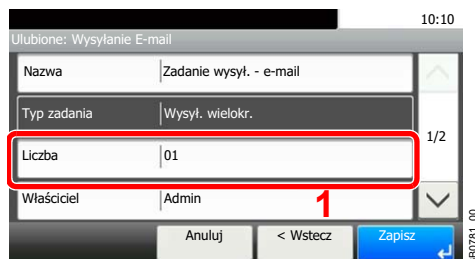 10:10
Ulubione: Wysyłanie E-mail
Nazwa Zadanie wysył. - e-mail
Typ zadania Wysył. wielokr.
1/2
Liczba 01
Właściciel Admin
1
Anuluj < Wstecz Zapisz